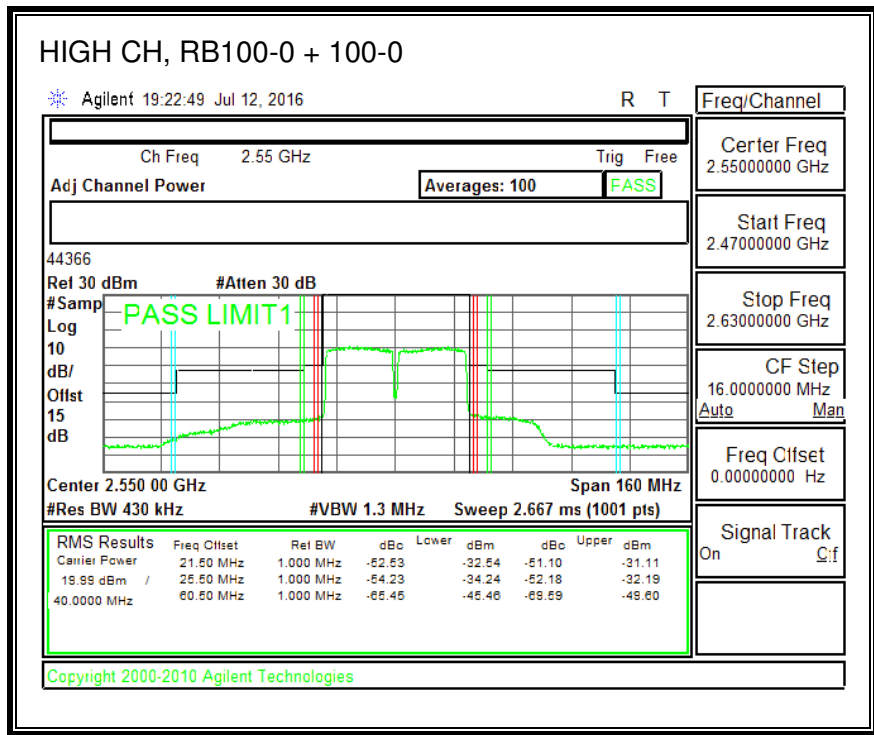 HIGH CH, RB100-0 + 100-0
Agilent 19:22:49 Jul 12, 2016 R T
Freq/Channel
Ch Freq 2.55 GHz Trig Free
Adj Channel Power Averages: 100 PASS
Center Freq
2.55000000 GHz
Start Freq
2.47000000 GHz
Stop Freq
2.63000000 GHz
CF Step
16.0000000 MHz
Auto Man
Freq Offset
0.00000000 Hz
Signal Track
On Off
44366
Ref 30 dBm #Atten 30 dB
#Samp
Log
10
dB/
Offst
15
dB
PASS LIMIT1
Center 2.550 00 GHz Span 160 MHz
#Res BW 430 kHz #VBW 1.3 MHz Sweep 2.667 ms (1001 pts)
RMS Results Freq Offset Ref BW dBc Lower dBm dBc Upper dBm
Carrier Power 21.50 MHz 1.000 MHz -52.53 -32.54 -51.10 -31.11
19.99 dBm / 25.50 MHz 1.000 MHz -54.23 -34.24 -52.18 -32.19
40.0000 MHz 60.50 MHz 1.000 MHz -65.45 -45.46 -69.59 -49.60
Copyright 2000-2010 Agilent Technologies